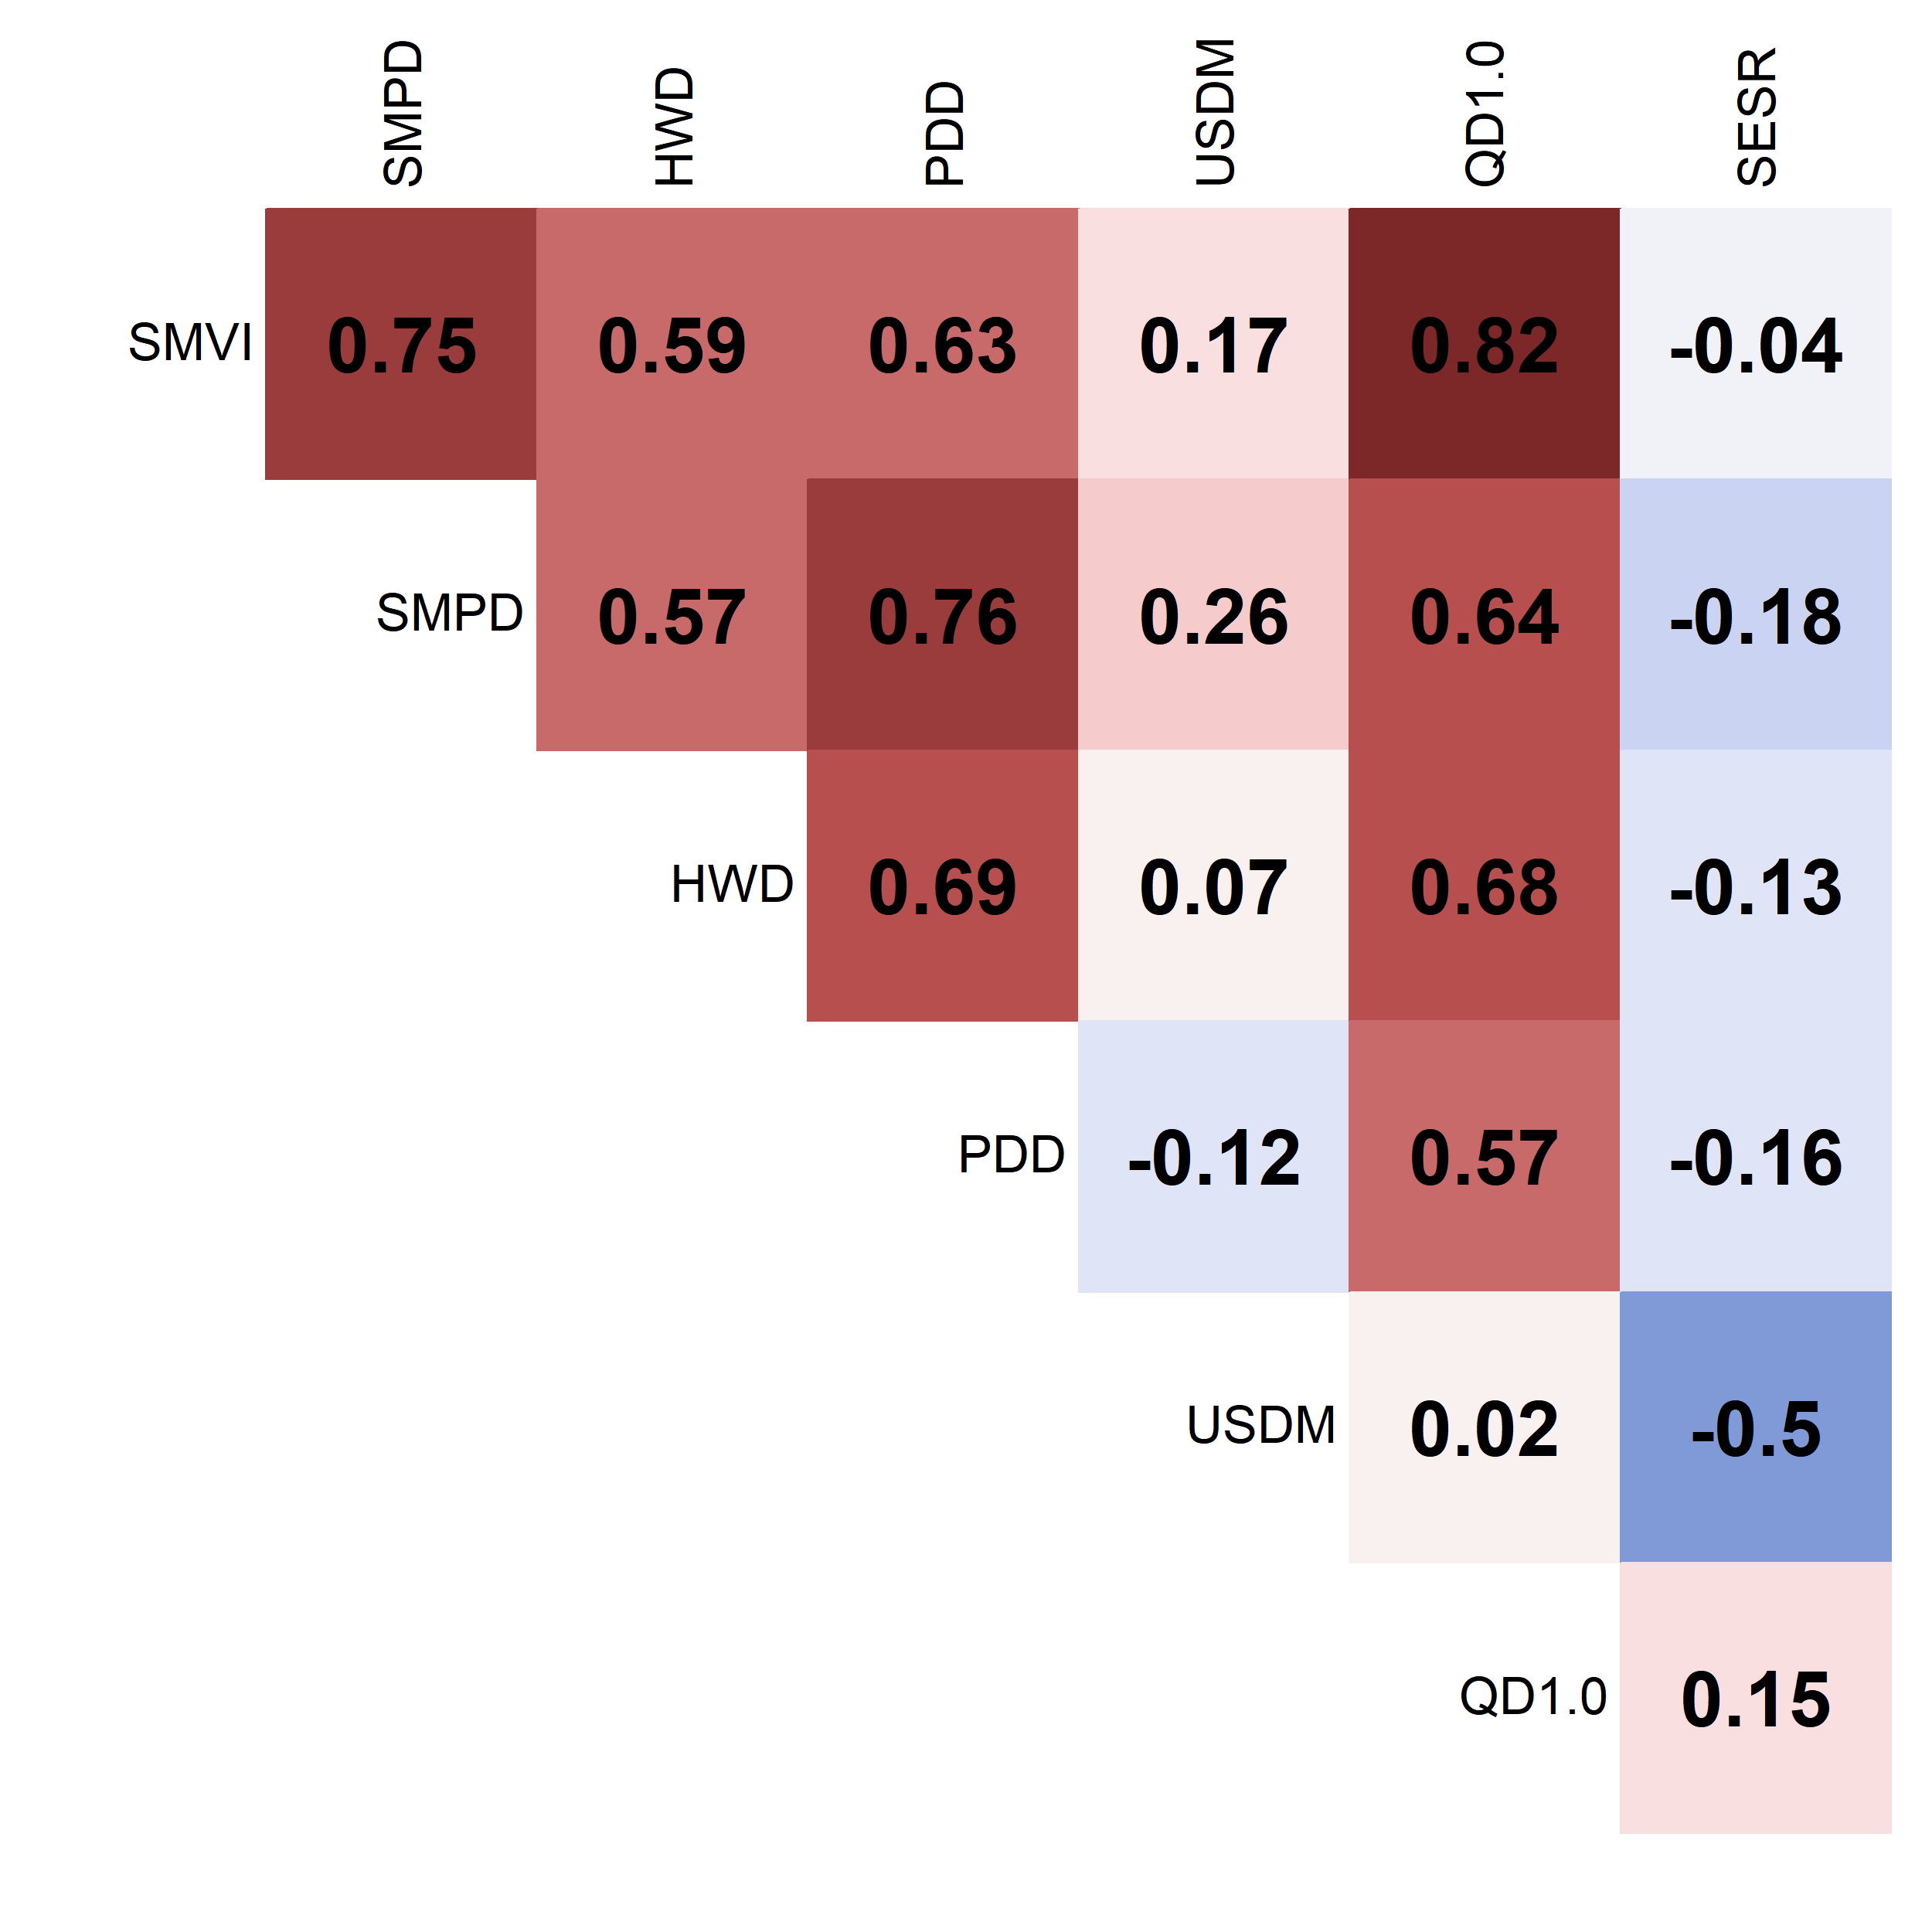 SMPD HWD PDD USDM QD1.0 SESR
SMVI 0.75 0.59 0.63 0.17 0.82 -0.04
SMPD 0.57 0.76 0.26 0.64 -0.18
HWD 0.69 0.07 0.68 -0.13
PDD -0.12 0.57 -0.16
USDM 0.02 -0.5
QD1.0 0.15